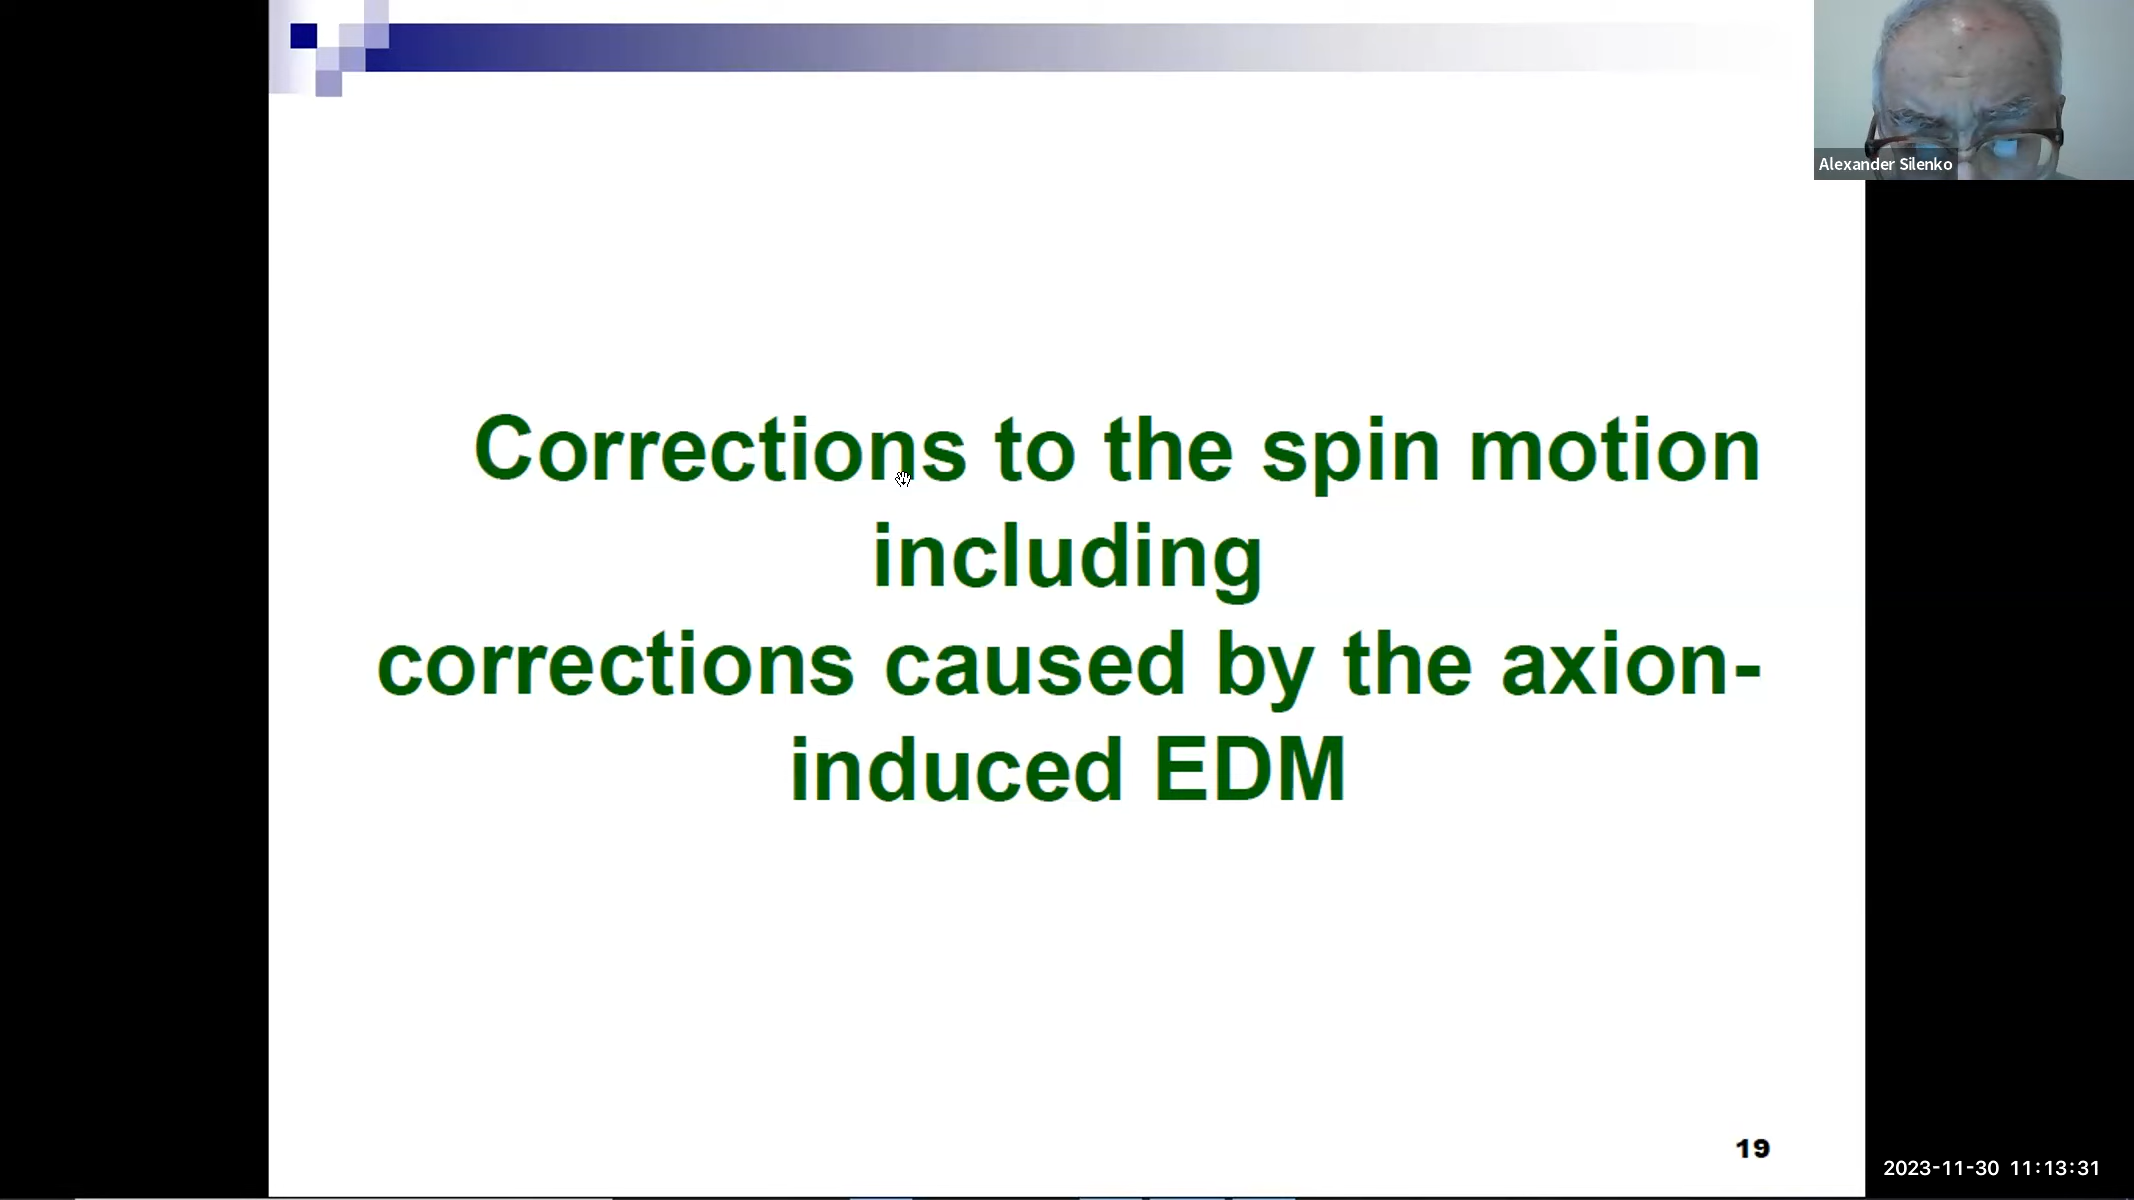 Alexander Silenko
Corrections to the spin motion
including
corrections caused by the axion-
induced EDM
19
2023-11-30 11:13:31